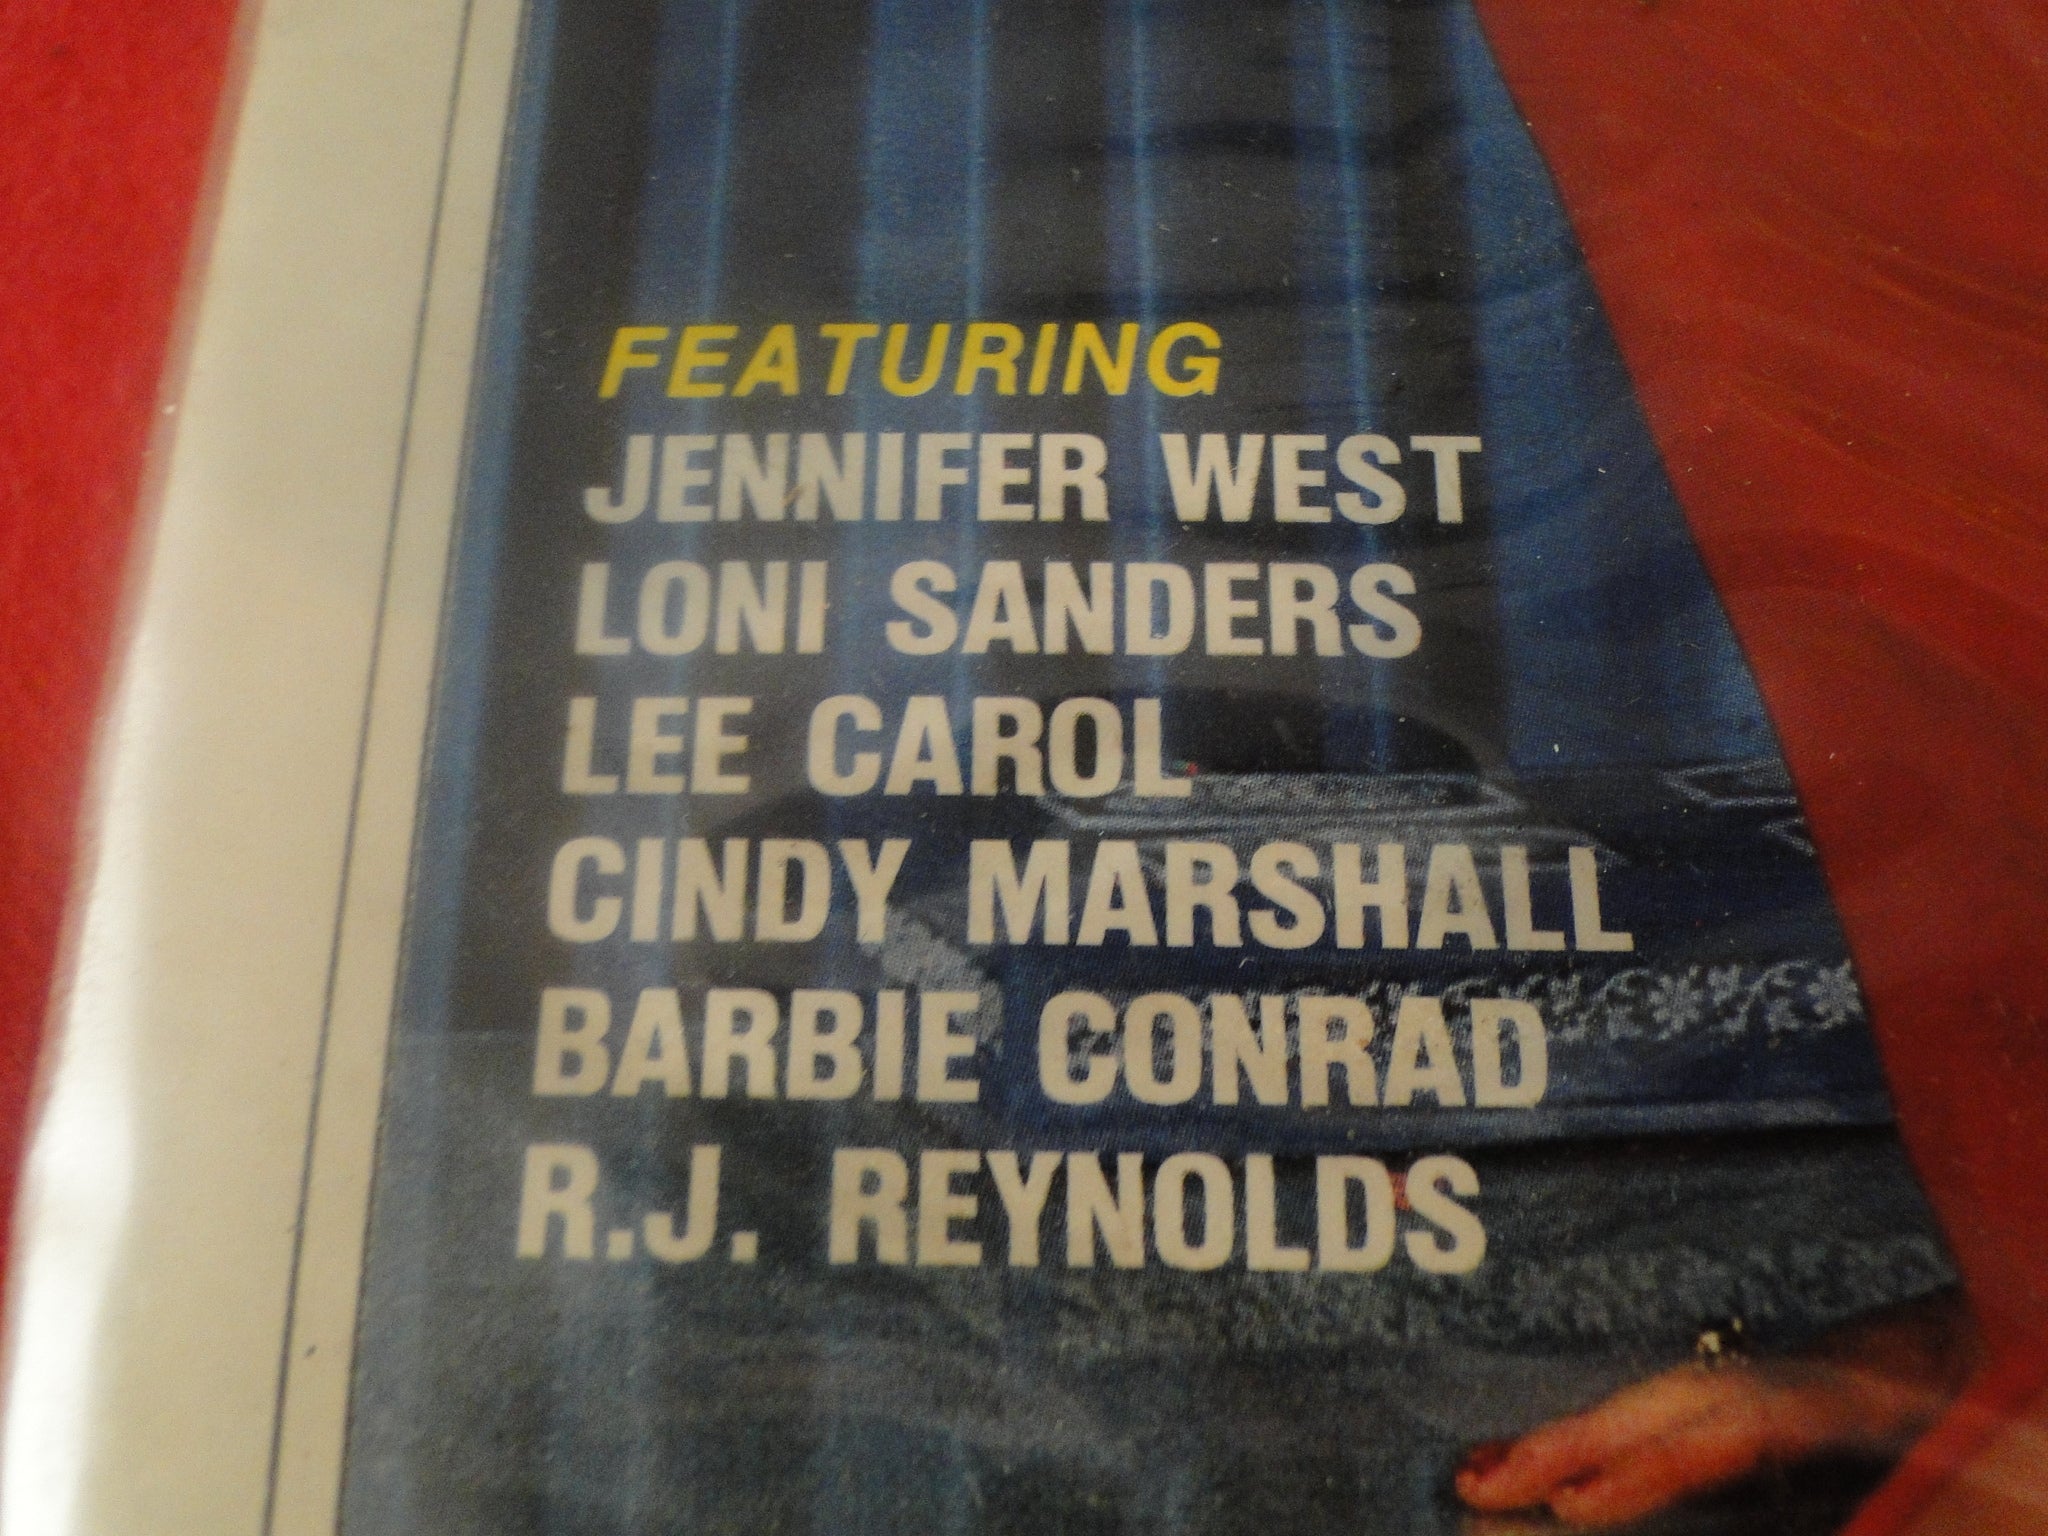 FEATURING
JENNIFER WEST
LONI SANDERS
LEE CAROL
CINDY MARSHALL
BARBIE CONRAD
R.J. REYNOLDS